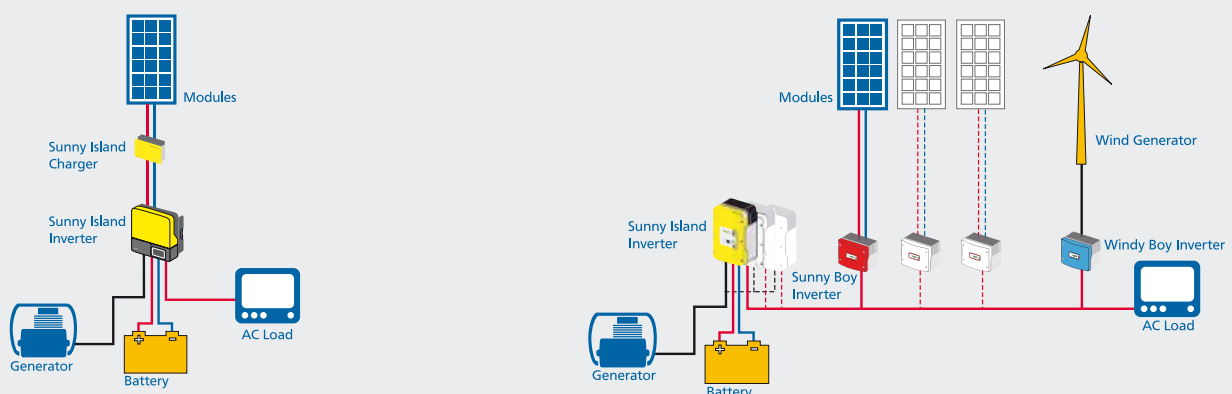 Modules
Sunny Island
Charger
Sunny Island
Inverter
AC Load
Generator
+ -
Battery
Modules
Wind Generator
Sunny Island
Inverter
Windy Boy Inverter
Sunny Boy
Inverter
AC Load
Generator
+ -
Battery